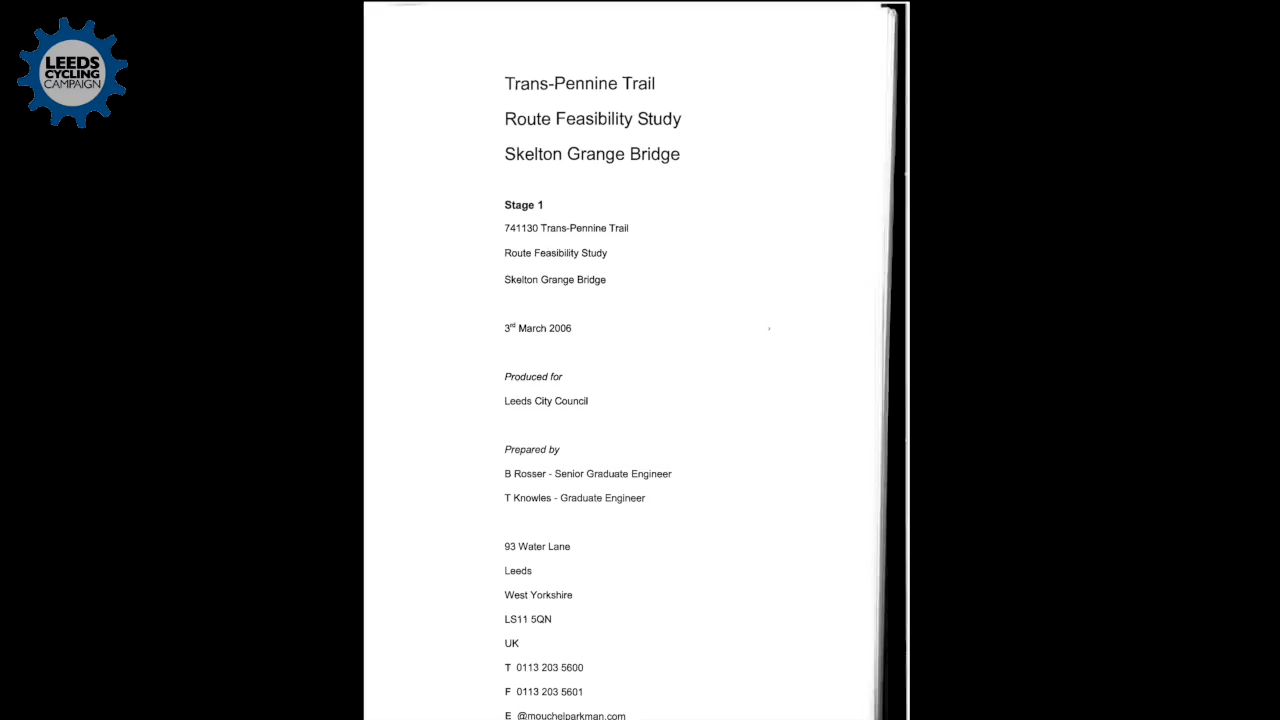 LEEDS
CYCLING
CAMPAIGN
Trans-Pennine Trail
Route Feasibility Study
Skelton Grange Bridge
Stage 1
741130 Trans-Pennine Trail
Route Feasibility Study
Skelton Grange Bridge
3rd March 2006
Produced for
Leeds City Council
Prepared by
B Rosser - Senior Graduate Engineer
T Knowles - Graduate Engineer
93 Water Lane
Leeds
West Yorkshire
LS11 5QN
UK
T 0113 203 5600
F 0113 203 5601
E @mouchelparkman.com